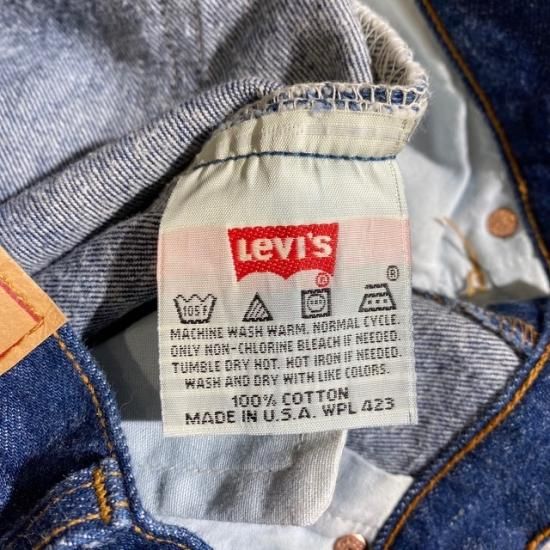 LEVI'S
®
®
105F
MACHINE WASH WARM. NORMAL CYCLE.
ONLY NON-CHLORINE BLEACH IF NEEDED.
TUMBLE DRY HOT. HOT IRON IF NEEDED.
WASH AND DRY WITH LIKE COLORS.
100% COTTON
MADE IN U.S.A. WPL 423